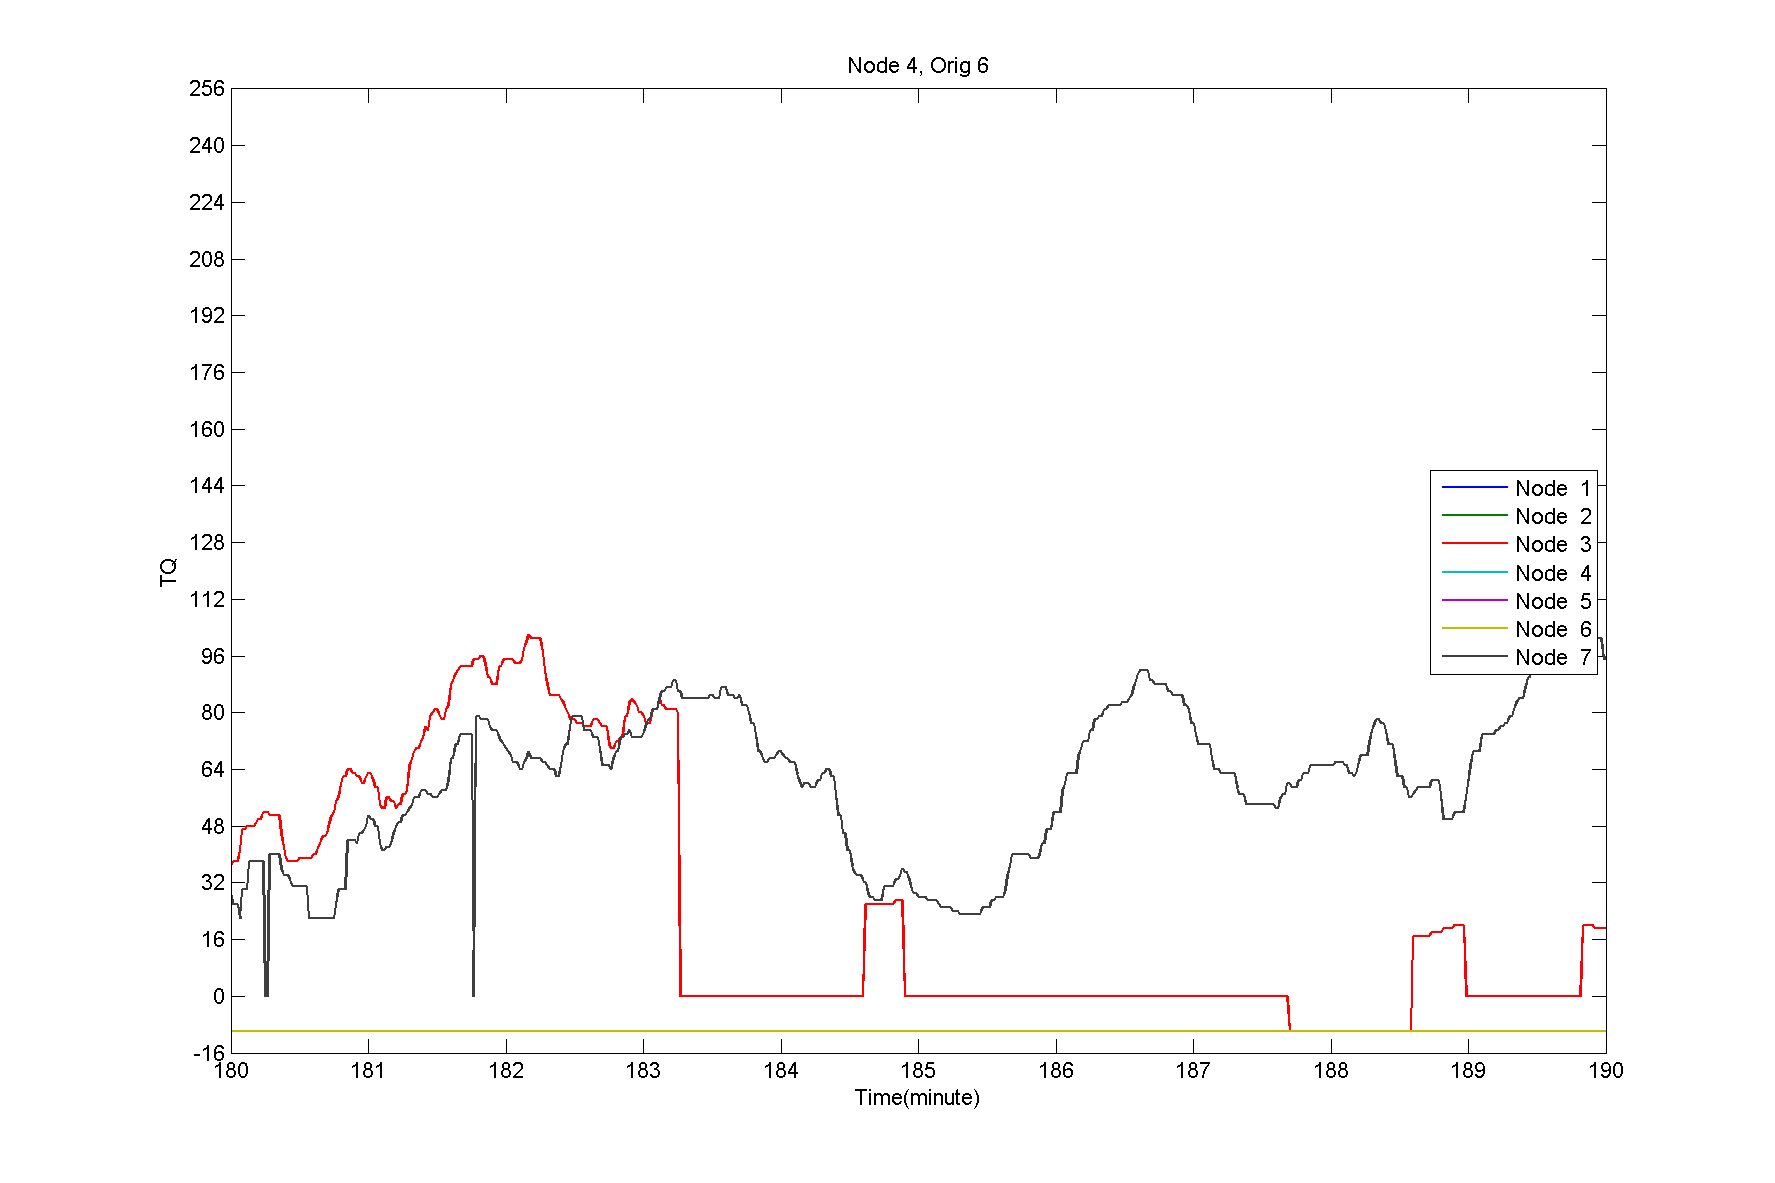 Node 4, Orig 6
256
240
224
208
192
176
160
144
128
112
96
80
64
48
32
16
0
-16
TQ
Node 1
Node 2
Node 3
Node 4
Node 5
Node 6
Node 7
180 181 182 183 184 185 186 187 188 189 190
Time(minute)